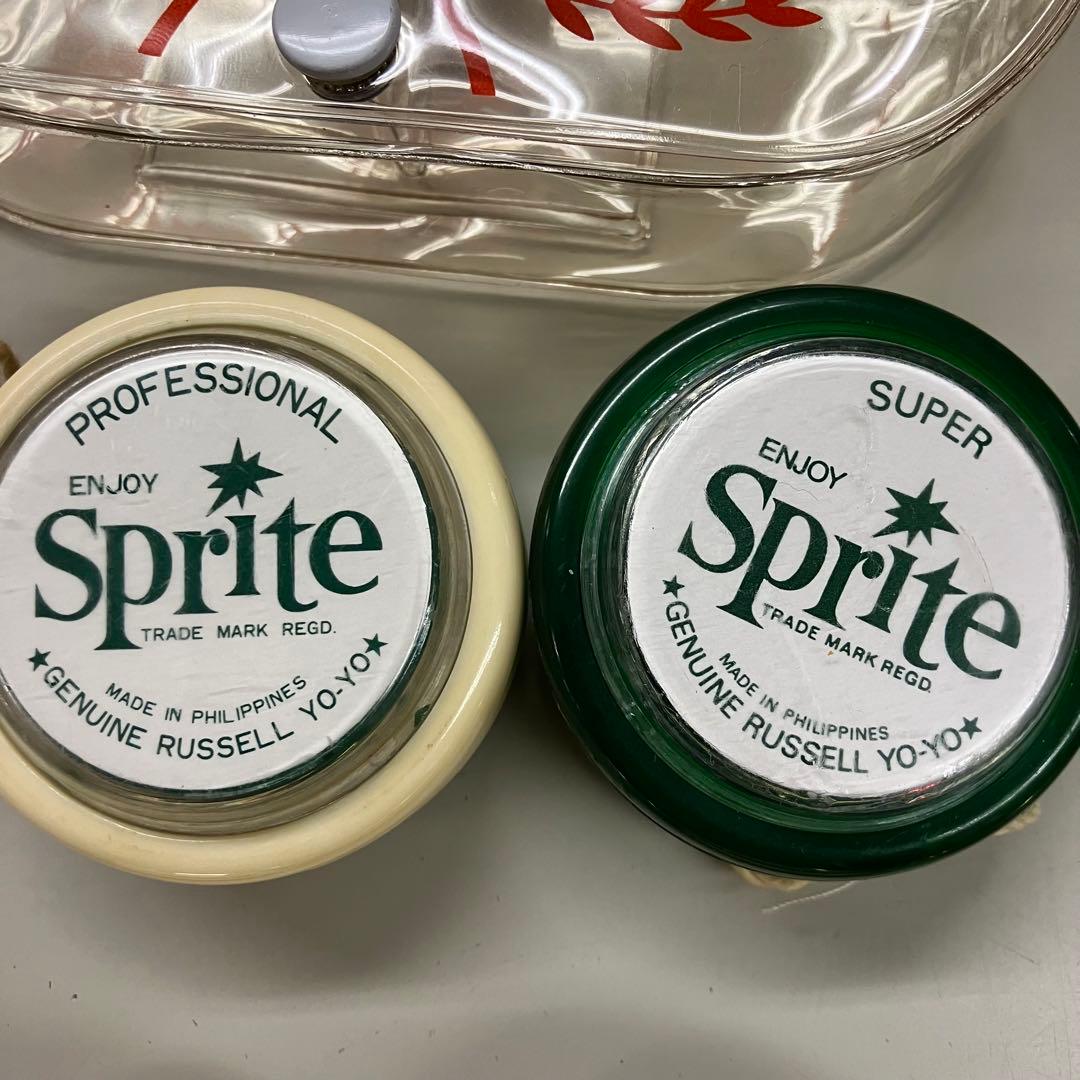 PROFESSIONAL
ENJOY
Sprite
TRADE MARK REGD.
MADE IN PHILIPPINES
★GENUINE RUSSELL YO-YO★
SUPER
ENJOY
Sprite
TRADE MARK REGD.
MADE IN PHILIPPINES
★GENUINE RUSSELL YO-YO★